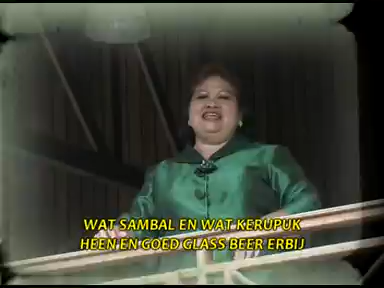 WAT SAMBAL EN WAT KERUPUK
HEEN EN GOED GLASS BEER ERBIJ